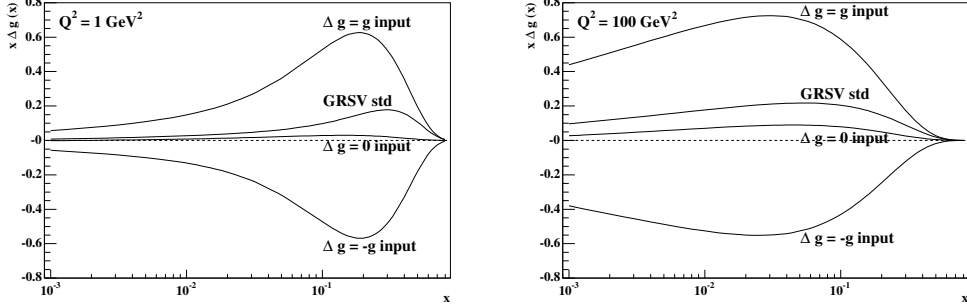 x Δ g (x)
0.8
0.6
0.4
0.2
-0
-0.2
-0.4
-0.6
-0.8
Q² = 1 GeV²
Δ g = g input
GRSV std
Δ g = 0 input
Δ g = -g input
10⁻³
10⁻²
10⁻¹
x
x Δ g (x)
0.8
0.6
0.4
0.2
-0
-0.2
-0.4
-0.6
-0.8
Q² = 100 GeV²
Δ g = g input
GRSV std
Δ g = 0 input
Δ g = -g input
10⁻³
10⁻²
10⁻¹
x